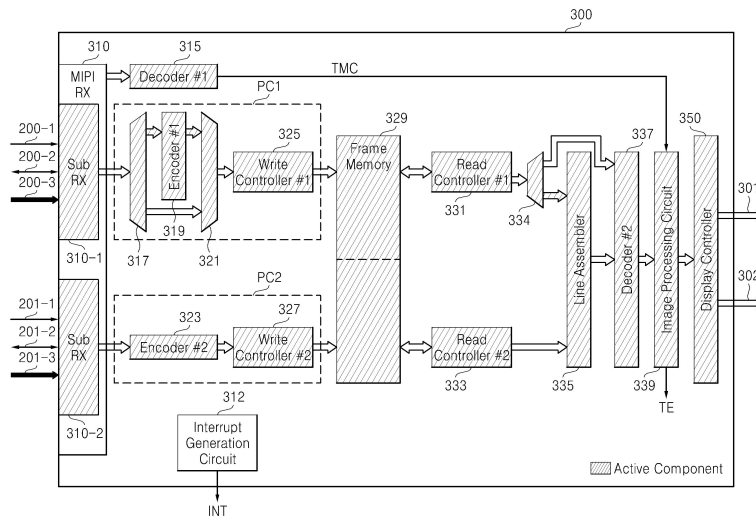 300
310
315
MIPI
RX
Decoder #1
TMC
PC1
200-1
200-2
200-3
Sub
RX
Encoder #1
325
Write
Controller #1
329
Frame
Memory
Read
Controller #1
331
334
337
350
301
317
319
321
310-1
Line Assembler
Decoder #2
Image Processing Circuit
Display Controller
PC2
302
201-1
201-2
201-3
Sub
RX
323
Encoder #2
327
Write
Controller #2
Read
Controller #2
333
335
339
TE
310-2
312
Interrupt
Generation
Circuit
INT
Active Component